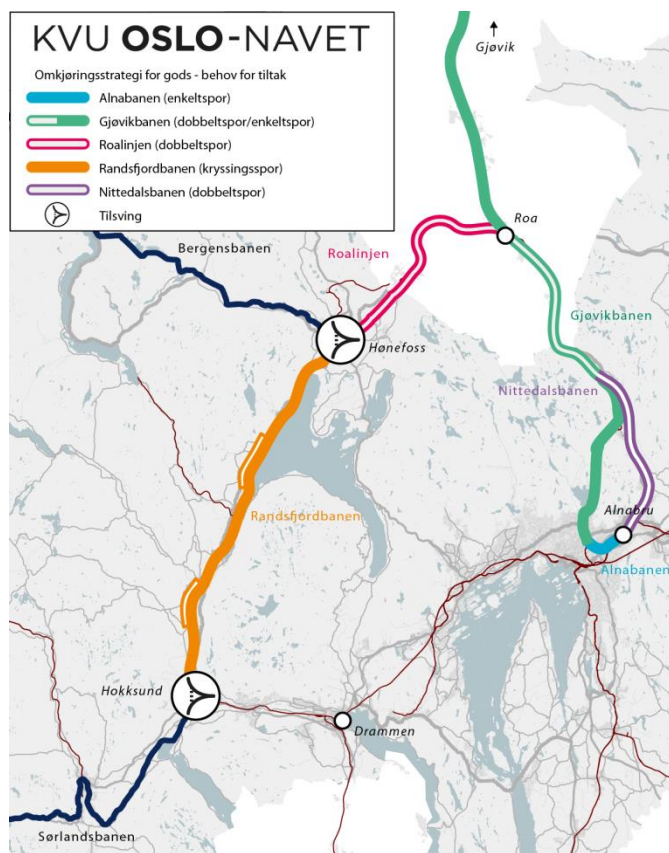 KVU OSLO-NAVET
Omkjøringsstrategi for gods - behov for tiltak
Alnabanen (enkeltspor)
Gjøvikbanen (dobbeltspor/enkeltspor)
Roalinjen (dobbeltspor)
Randsfjordbanen (kryssingsspor)
Nittedalsbanen (dobbeltspor)
Tilsving
Gjøvik
Roa
Bergensbanen
Roalinjen
Gjøvikbanen
Hønefoss
Nittedalsbanen
Randsfjordbanen
Alnabru
Alnabanen
Hokksund
Drammen
Sørlandsbanen